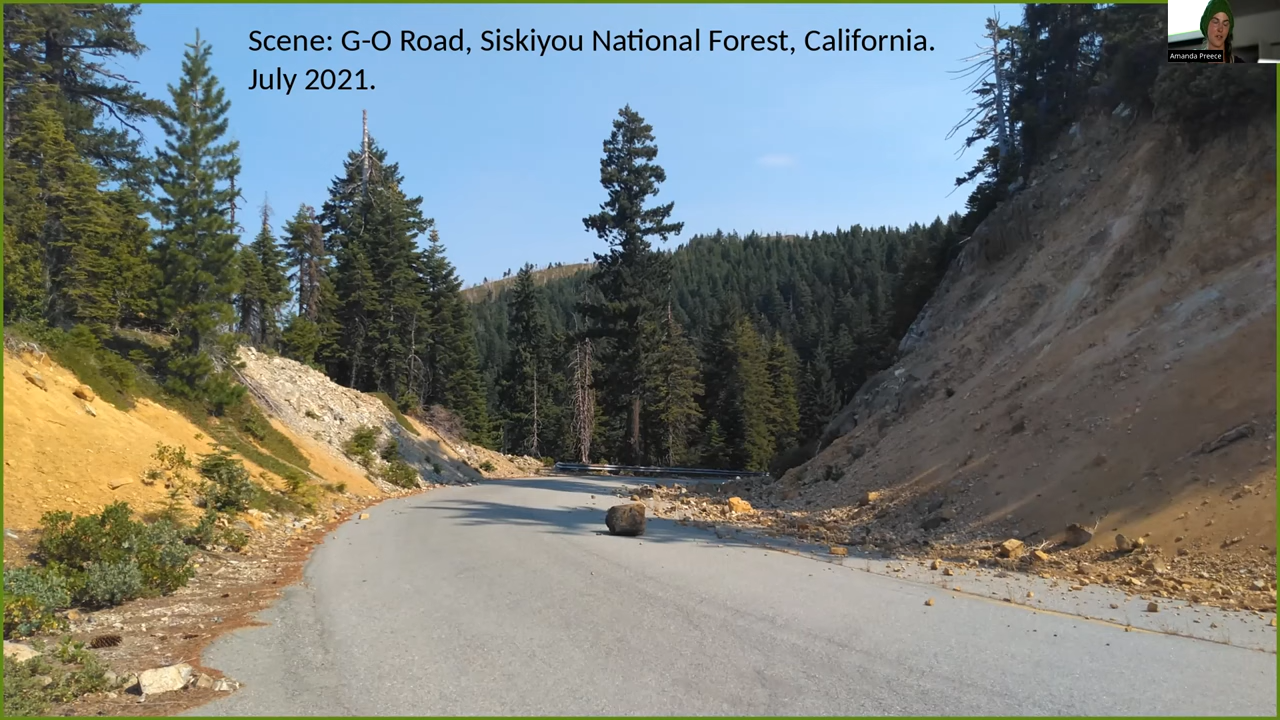 Scene: G-O Road, Siskiyou National Forest, California.
July 2021.
Amanda Preece